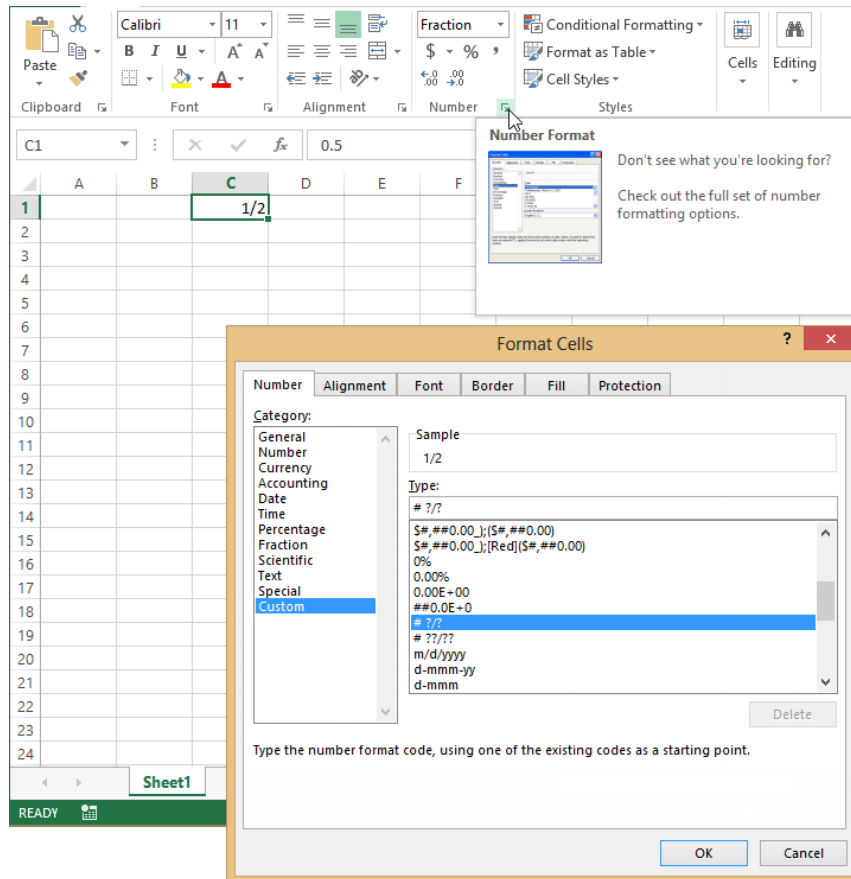 Calibri 11 Fraction Conditional Formatting
B I U A A $ % , Format as Table
Paste Cells Editing
A .00 .00 Cell Styles
Clipboard Font Alignment Number Styles
C1 fx 0.5
Number Format
Don't see what you're looking for?
Check out the full set of number
formatting options.
A B C D E F
1 1/2
2
3
4
5
6
7
8
9
10
11
12
13
14
15
16
17
18
19
20
21
22
23
24
Sheet1
READY
Format Cells ?
Number Alignment Font Border Fill Protection
Category:
General
Number
Currency
Accounting
Date
Time
Percentage
Fraction
Scientific
Text
Special
Custom
Sample
1/2
Type:
# ?/?
$#,##0.00_);($#,##0.00)
$#,##0.00_);[Red]($#,##0.00)
0%
0.00%
0.00E+00
##0.0E+0
# ?/?
# ??/??
m/d/yyyy
d-mmm-yy
d-mmm
Delete
Type the number format code, using one of the existing codes as a starting point.
OK Cancel